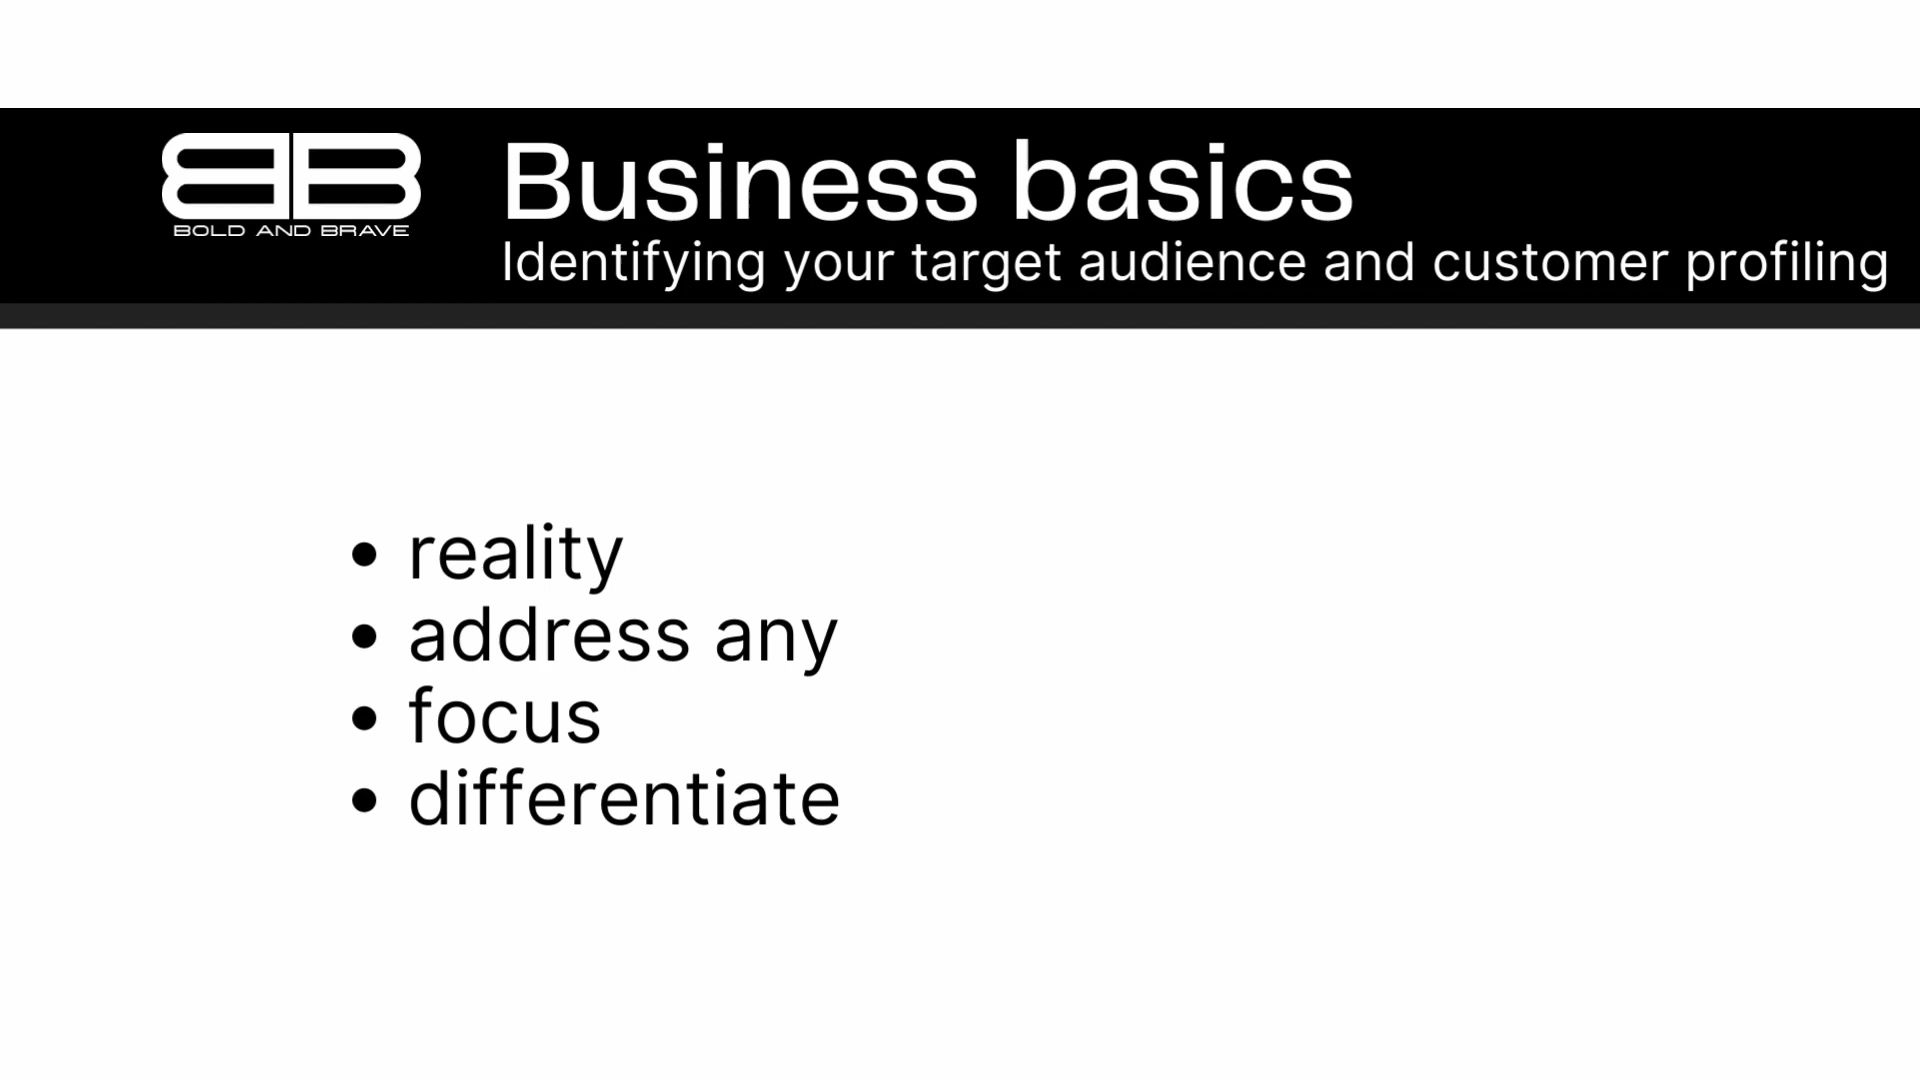 BOLD AND BRAVE
Business basics
Identifying your target audience and customer profiling
• reality
• address any
• focus
• differentiate